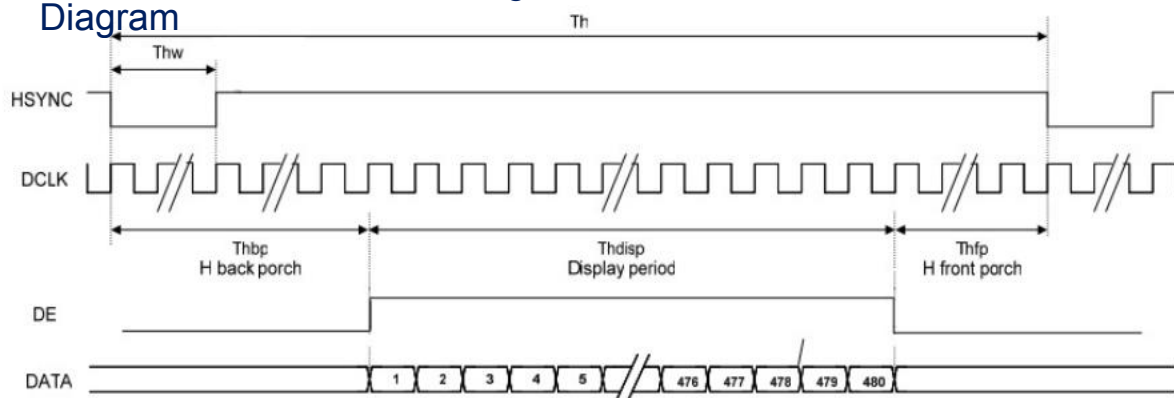 Diagram
Th
Thw
HSYNC
DCLK
Thbp Thdisp Thfp
H back porch Display period H front porch
DE
DATA 1 2 3 4 5 476 477 478 479 480